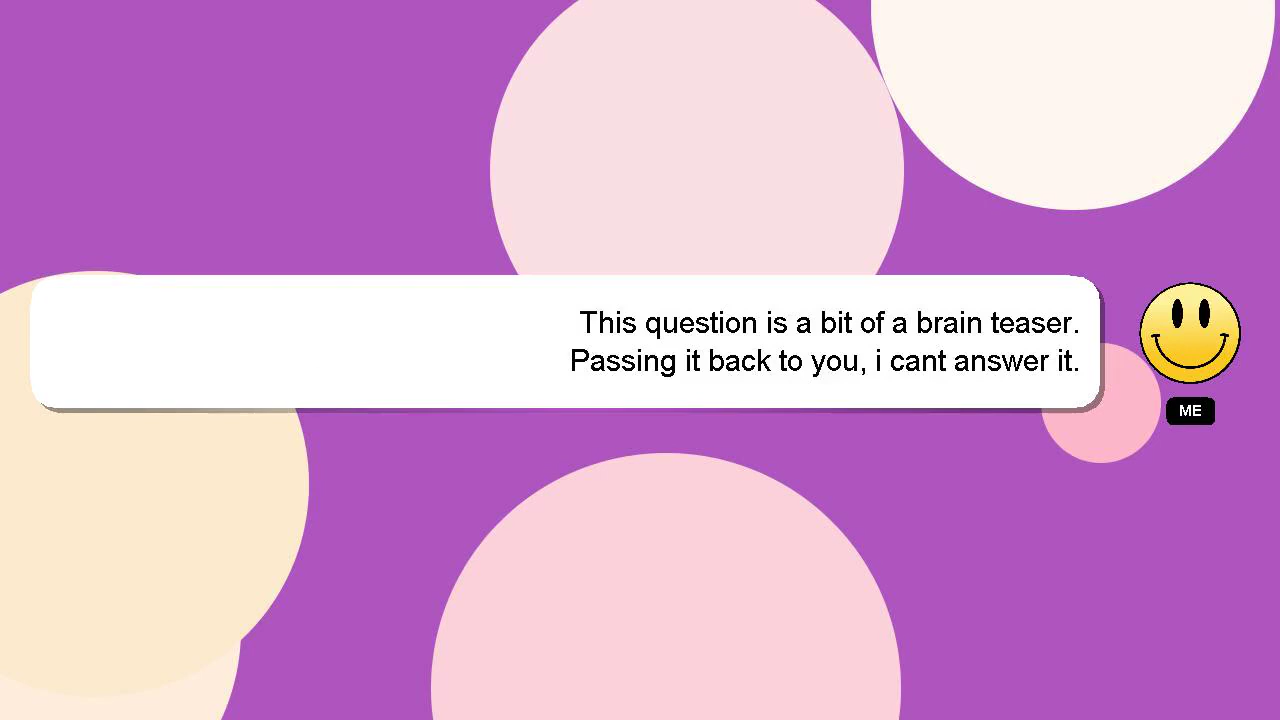 This question is a bit of a brain teaser.
Passing it back to you, i cant answer it.
ME